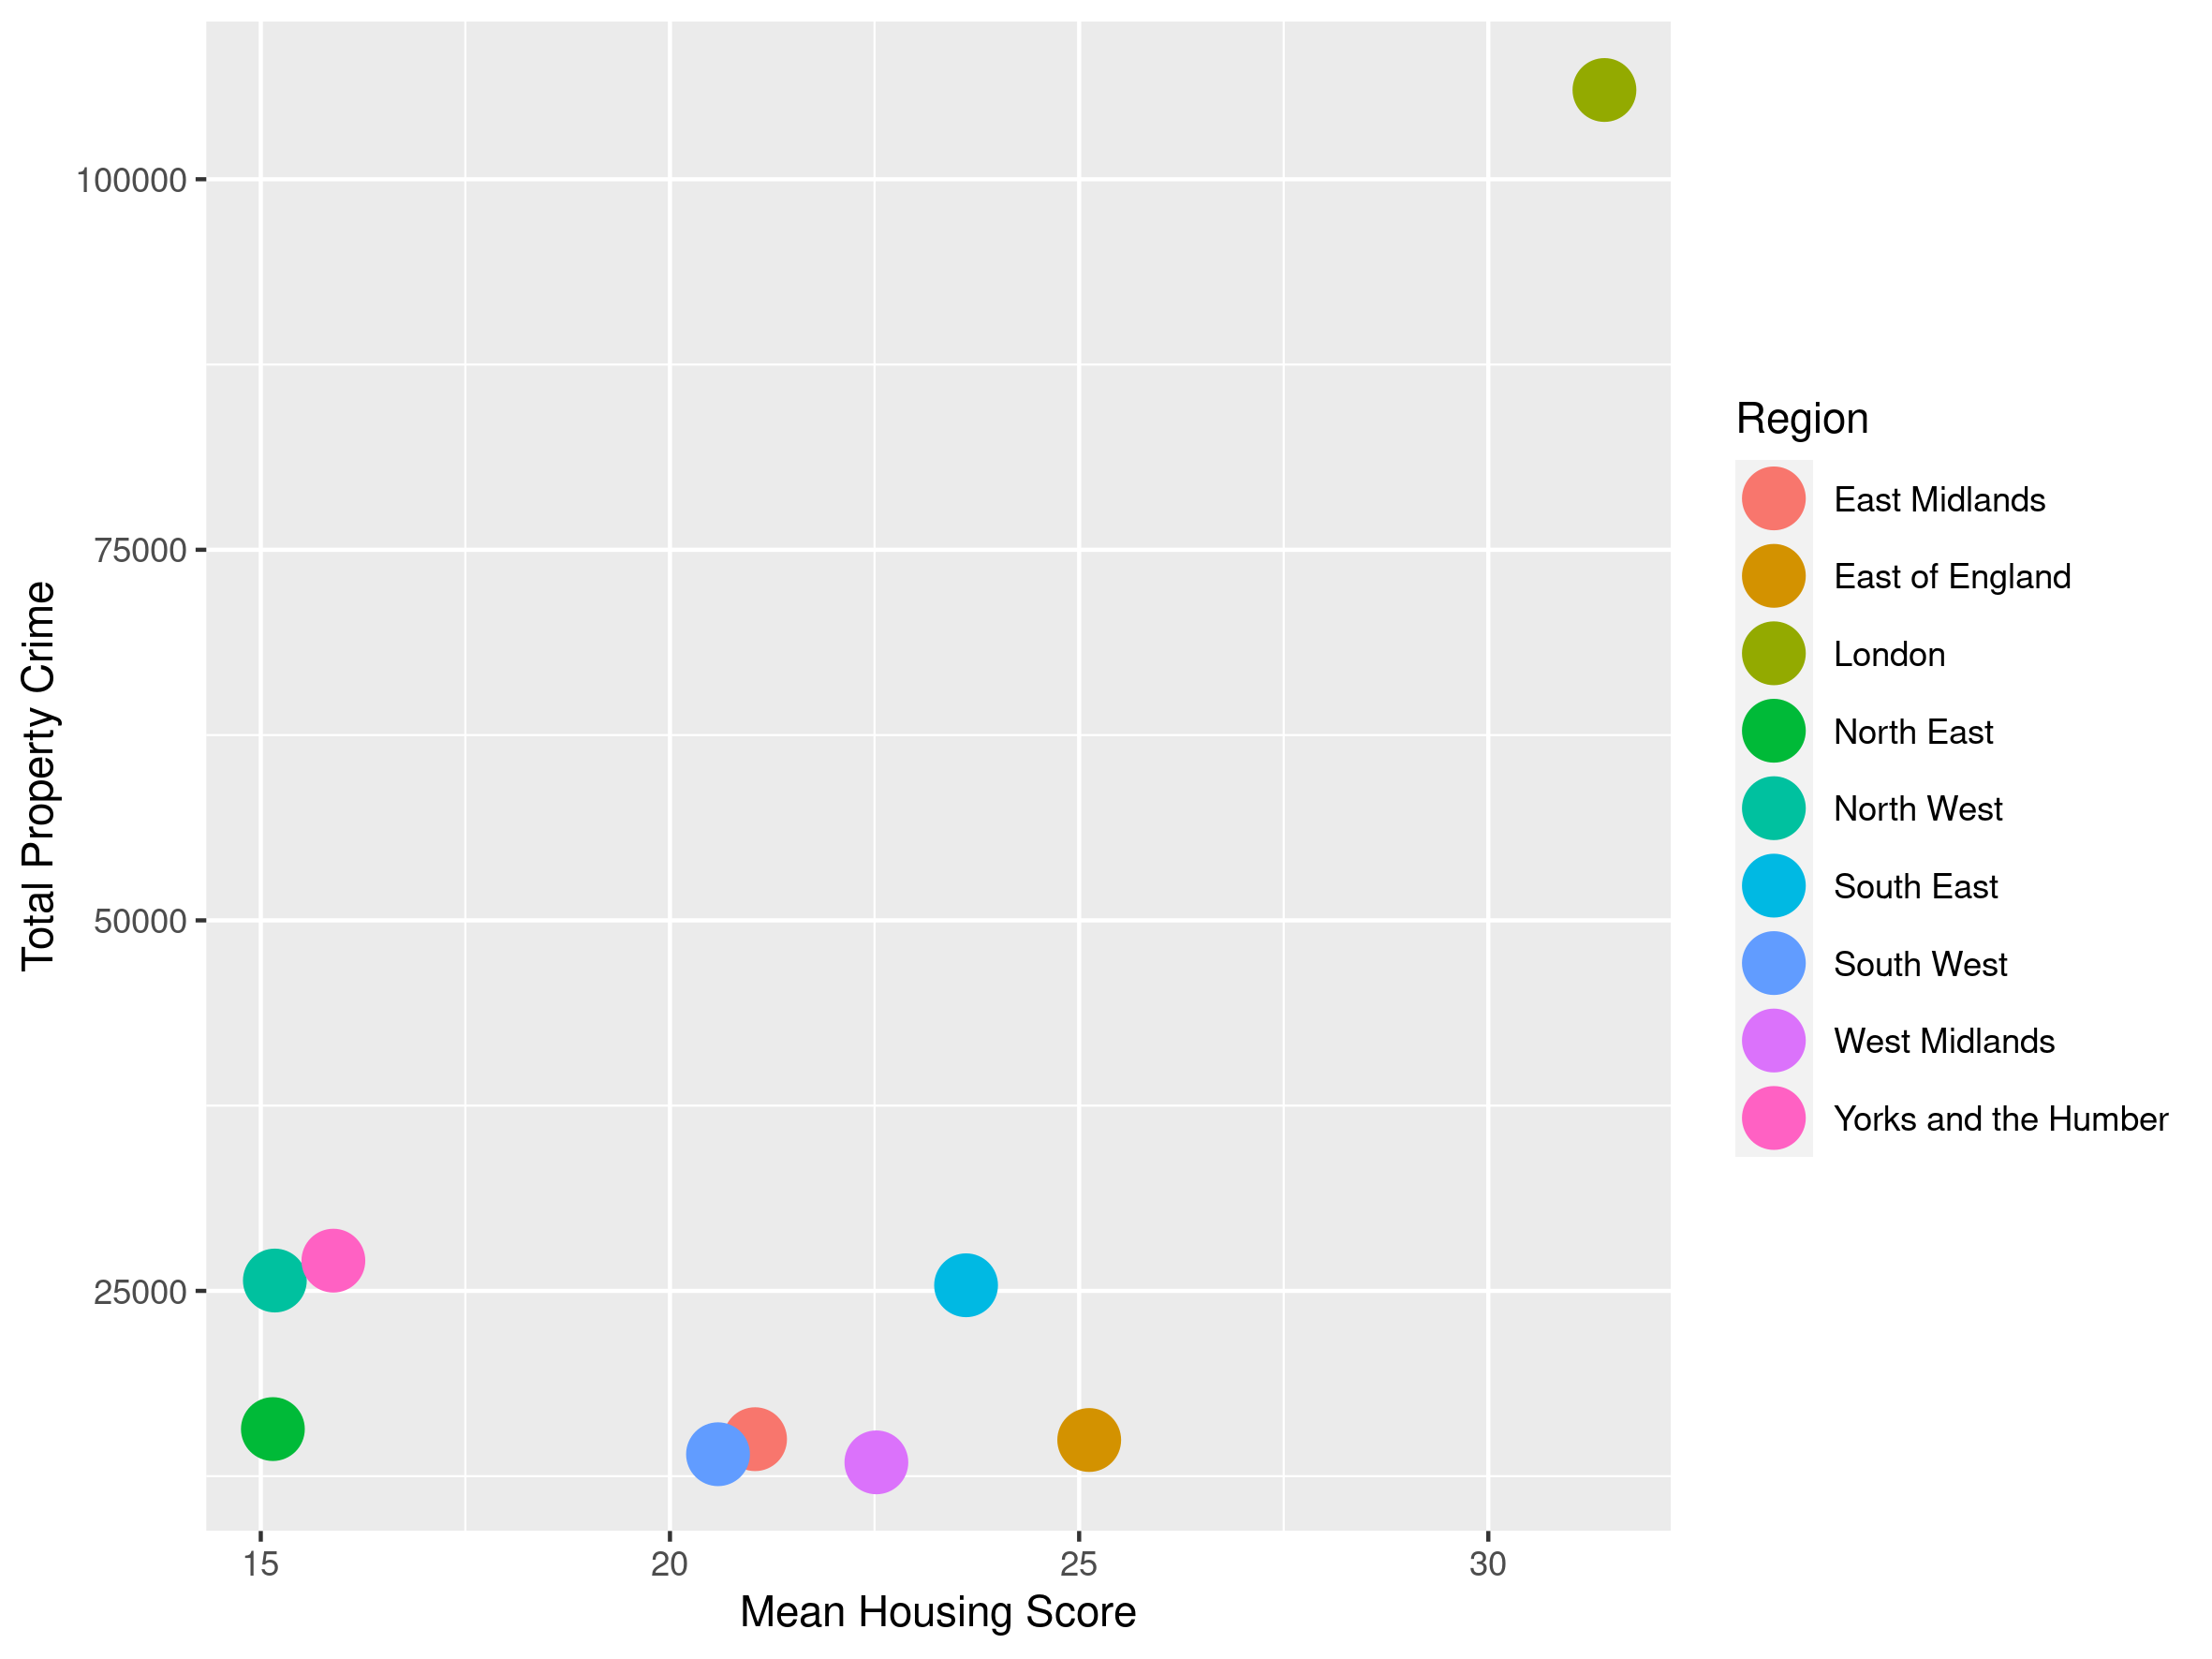 100000
75000
50000
25000
Total Property Crime
15
20
25
30
Mean Housing Score
Region
East Midlands
East of England
London
North East
North West
South East
South West
West Midlands
Yorks and the Humber